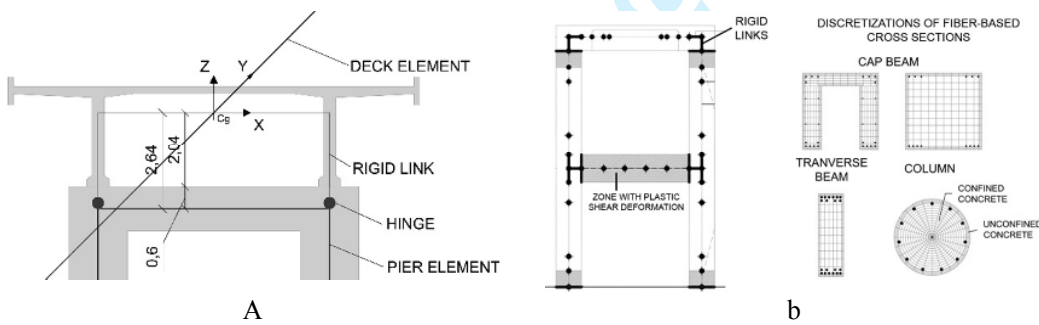 Z
Y
DECK ELEMENT
Cg
X
2,64
2,04
RIGID LINK
HINGE
0,6
PIER ELEMENT
A
RIGID
LINKS
ZONE WITH PLASTIC
SHEAR DEFORMATION
DISCRETIZATIONS OF FIBER-BASED
CROSS SECTIONS
CAP BEAM
TRANVERSE
BEAM
COLUMN
CONFINED
CONCRETE
UNCONFINED
CONCRETE
b